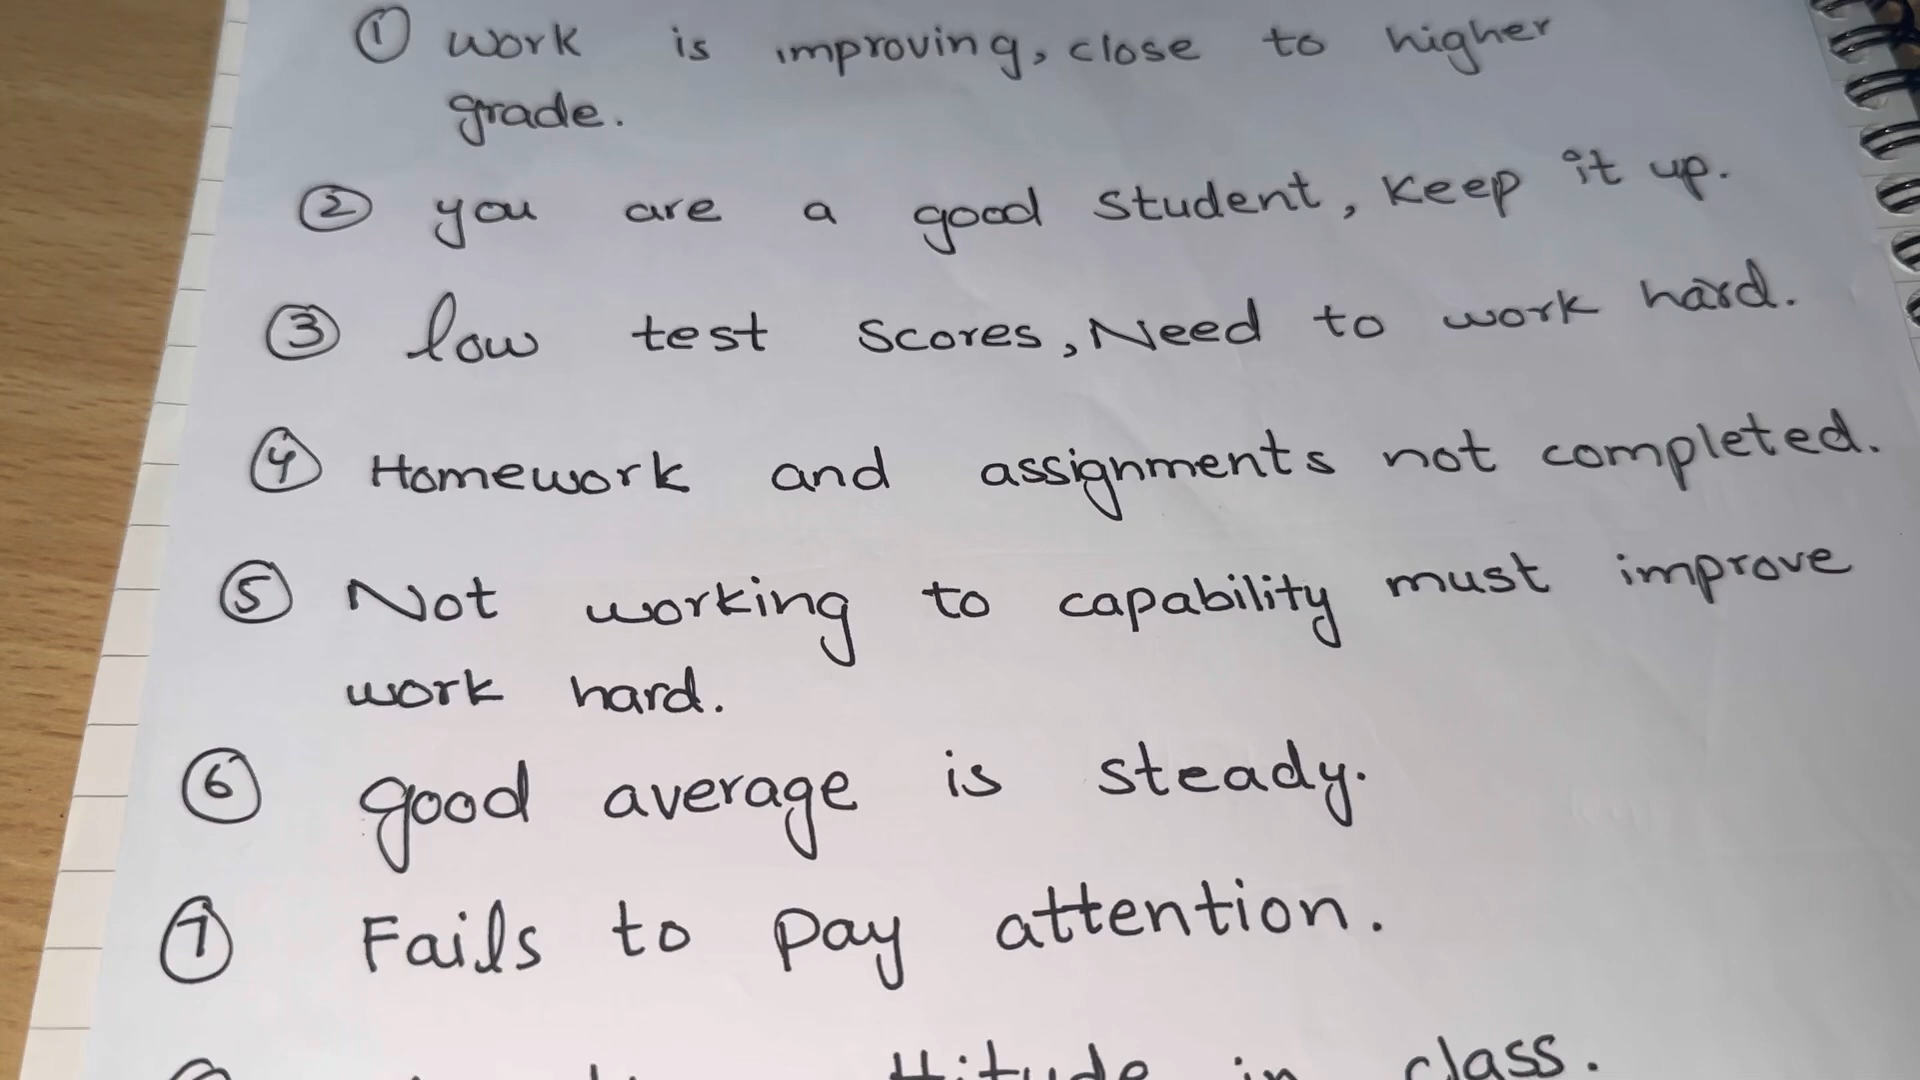 ① work is improving, close to higher
grade.
② you are a good student, Keep it up.
③ low test scores, Need to work hard.
④ Homework and assignments not completed.
⑤ Not working to capability must improve
work hard.
⑥ good average is steady.
⑦ Fails to pay attention.
in class.